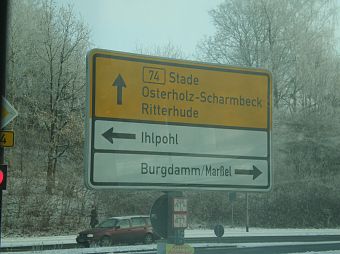 74 Stade
Osterholz-Scharmbeck
Ritterhude
Ihlpohl
Burgdamm/Marßel